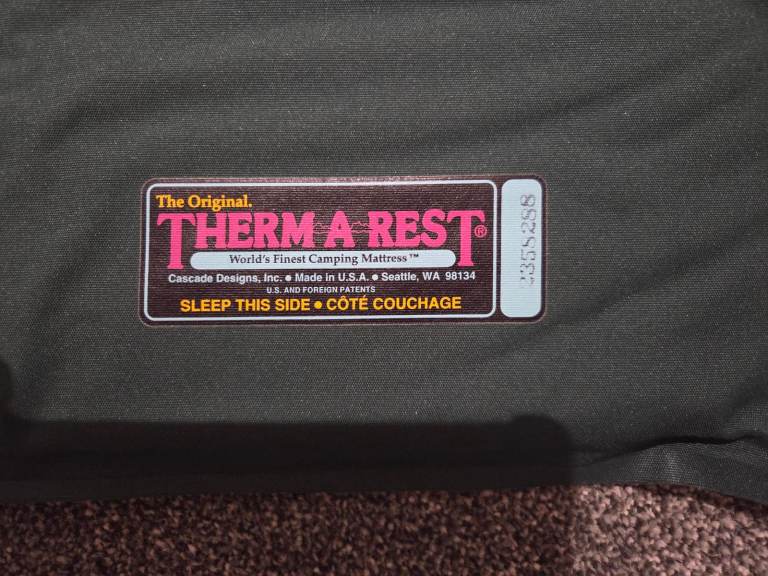 The Original.
THERM A REST®
World's Finest Camping Mattress™
Cascade Designs, Inc. ● Made in U.S.A. ● Seattle, WA 98134
U.S. AND FOREIGN PATENTS
SLEEP THIS SIDE ● CÔTÉ COUCHAGE